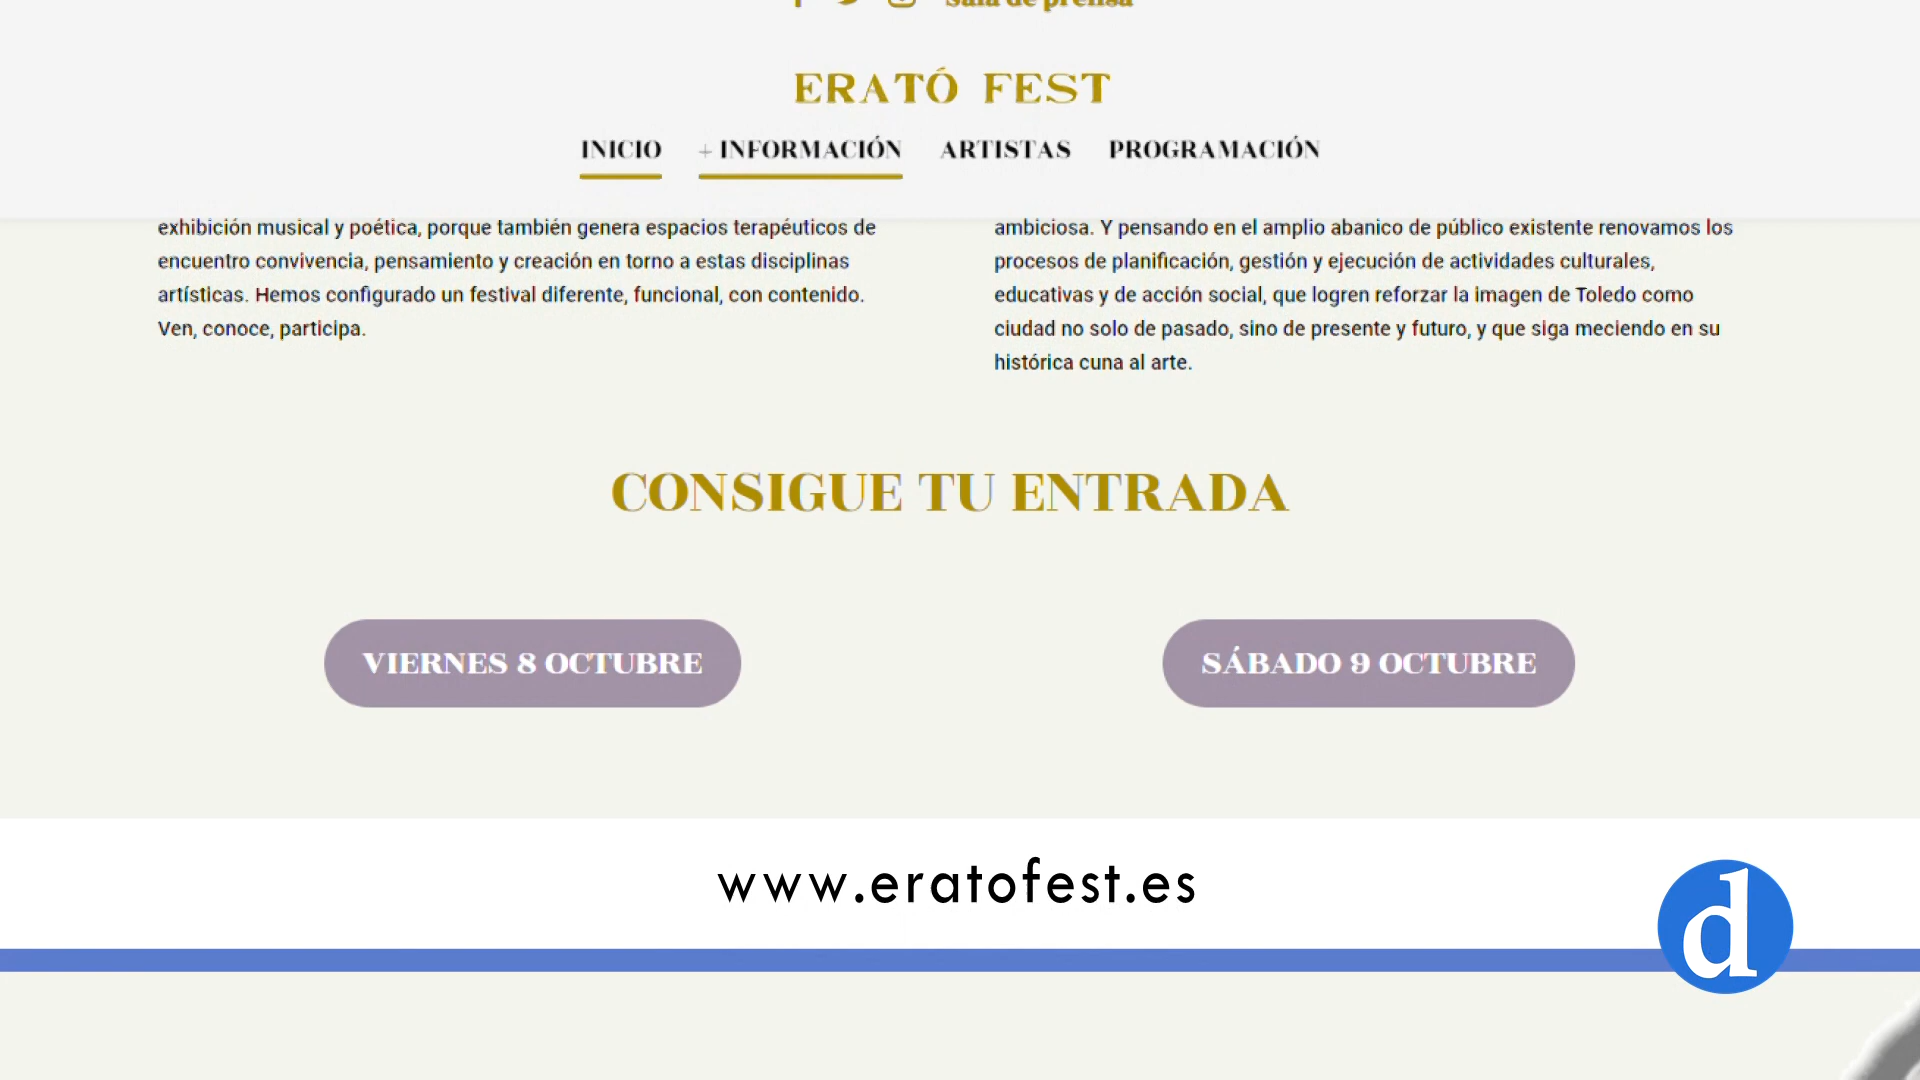 Sala de prensa
ERATÓ FEST
INICIO + INFORMACIÓN ARTISTAS PROGRAMACIÓN
exhibición musical y poética, porque también genera espacios terapéuticos de
encuentro convivencia, pensamiento y creación en torno a estas disciplinas
artísticas. Hemos configurado un festival diferente, funcional, con contenido.
Ven, conoce, participa.
ambiciosa. Y pensando en el amplio abanico de público existente renovamos los
procesos de planificación, gestión y ejecución de actividades culturales,
educativas y de acción social, que logren reforzar la imagen de Toledo como
ciudad no solo de pasado, sino de presente y futuro, y que siga meciendo en su
histórica cuna al arte.
CONSIGUE TU ENTRADA
VIERNES 8 OCTUBRE
SÁBADO 9 OCTUBRE
www.eratofest.es
d